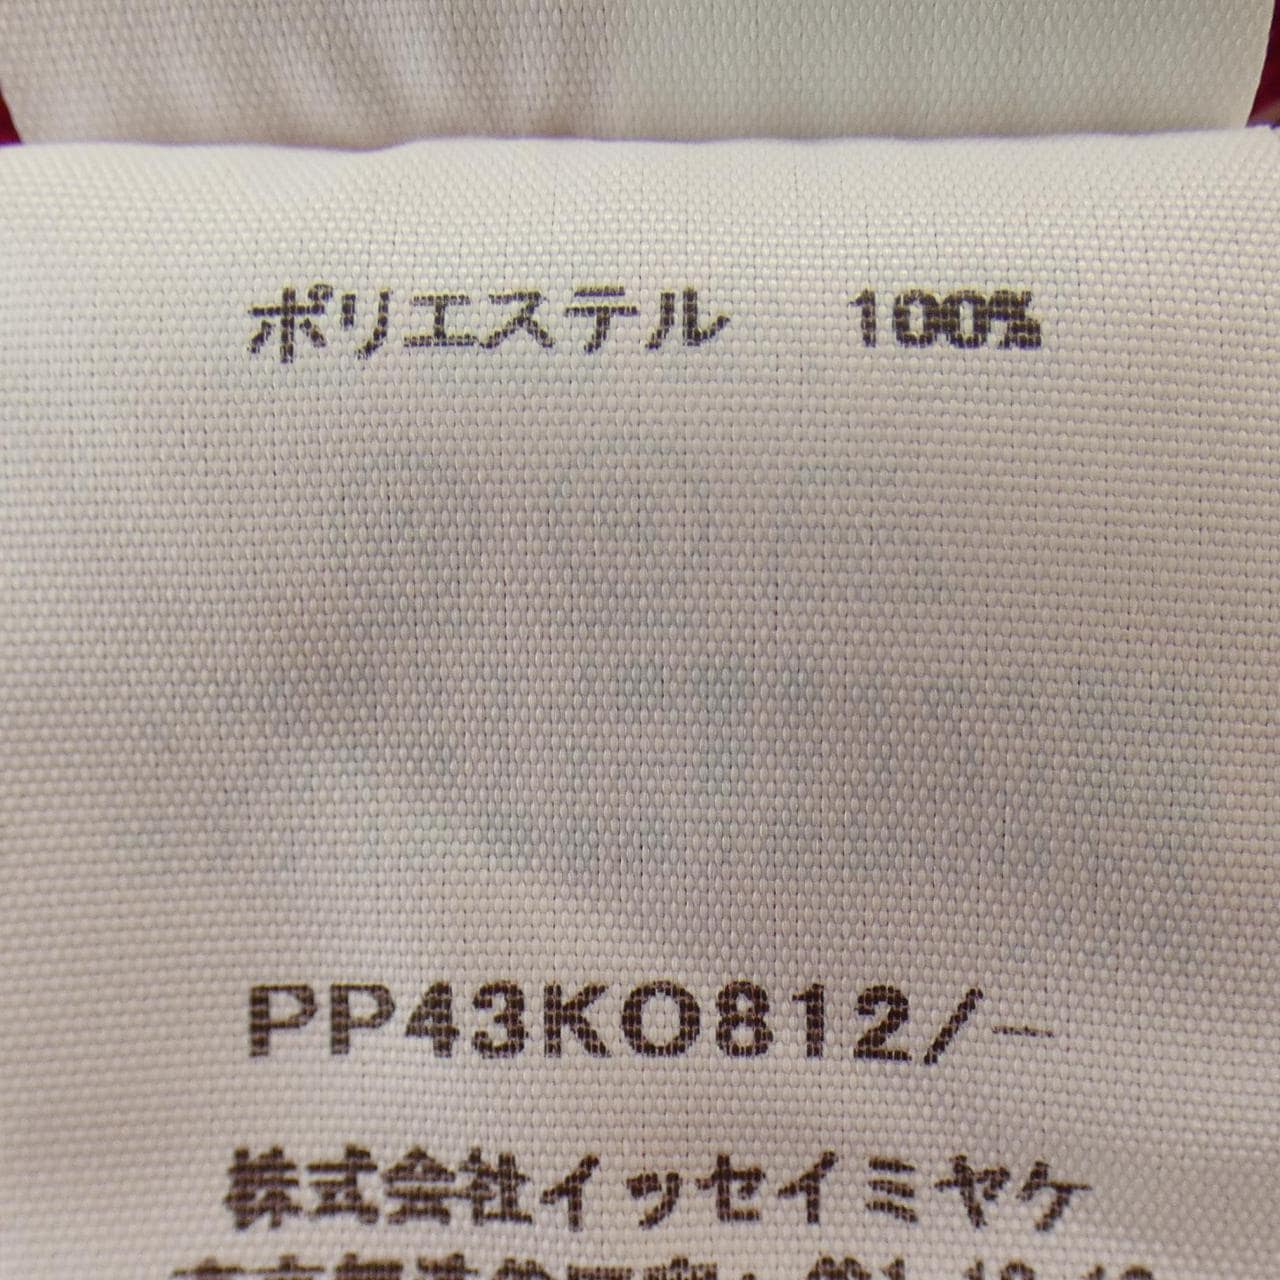 ポリエステル 100%
PP43KO812/-
株式会社イッセイミヤケ